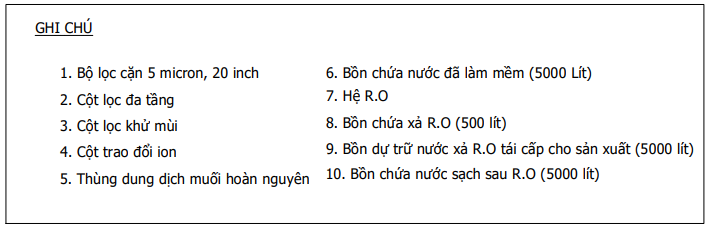 GHI CHÚ
1. Bộ lọc cặn 5 micron, 20 inch
2. Cột lọc đa tầng
3. Cột lọc khử mùi
4. Cột trao đổi ion
5. Thùng dung dịch muối hoàn nguyên
6. Bồn chứa nước đã làm mềm (5000 Lít)
7. Hệ R.O
8. Bồn chứa xả R.O (500 lít)
9. Bồn dự trữ nước xả R.O tái cấp cho sản xuất (5000 lít)
10. Bồn chứa nước sạch sau R.O (5000 lít)